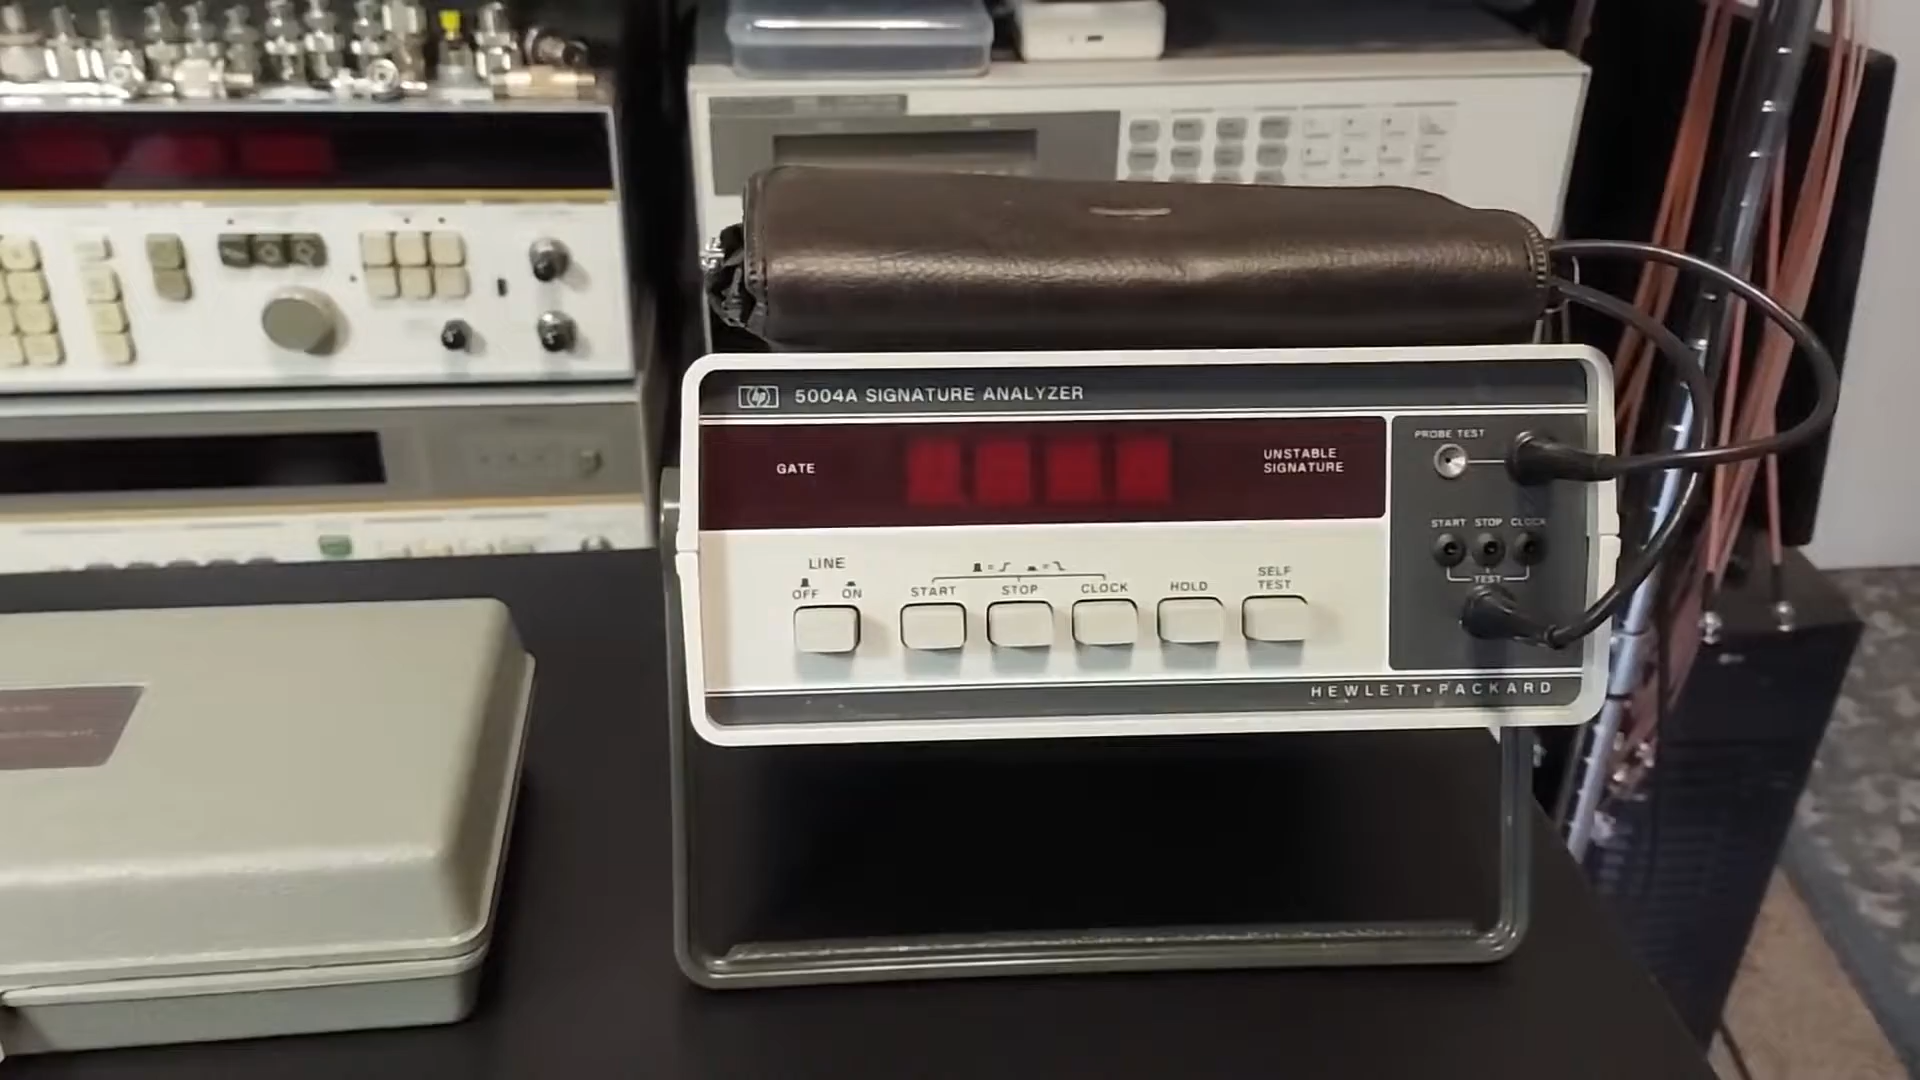 hp 5004A SIGNATURE ANALYZER
GATE
UNSTABLE
SIGNATURE
PROBE TEST
START STOP CLOCK
TEST
LINE
OFF ON
START STOP CLOCK HOLD
SELF
TEST
HEWLETT·PACKARD